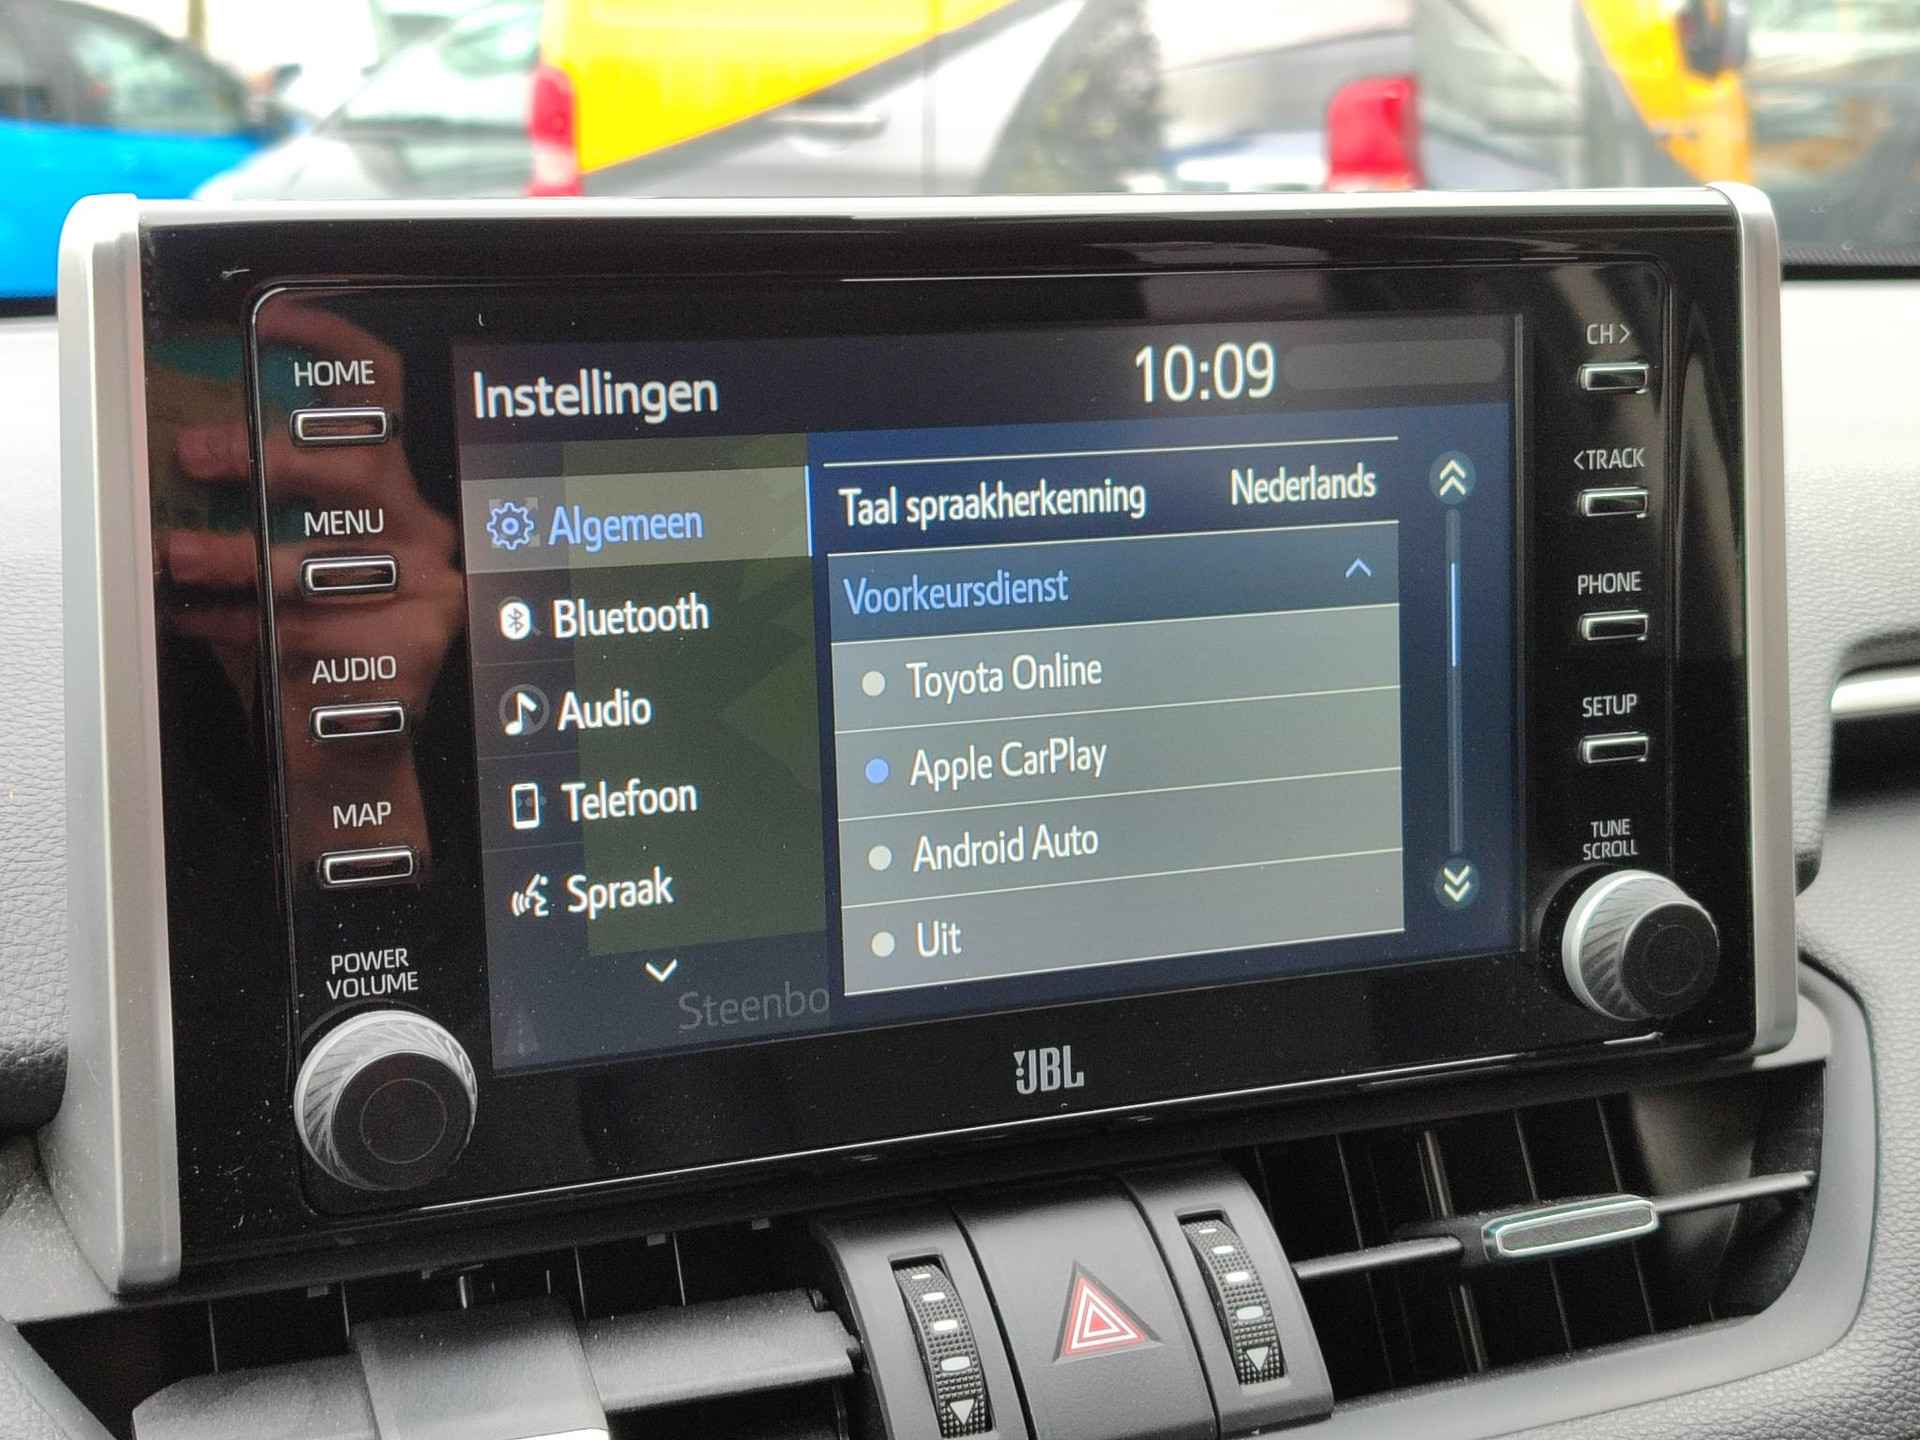 HOME
MENU
AUDIO
MAP
POWER
VOLUME
Instellingen
10:09
Algemeen
Bluetooth
Audio
Telefoon
Spraak
Steenbo
Taal spraakherkenning Nederlands
Voorkeursdienst
Toyota Online
Apple CarPlay
Android Auto
Uit
CH >
< TRACK
PHONE
SETUP
TUNE
SCROLL
JBL